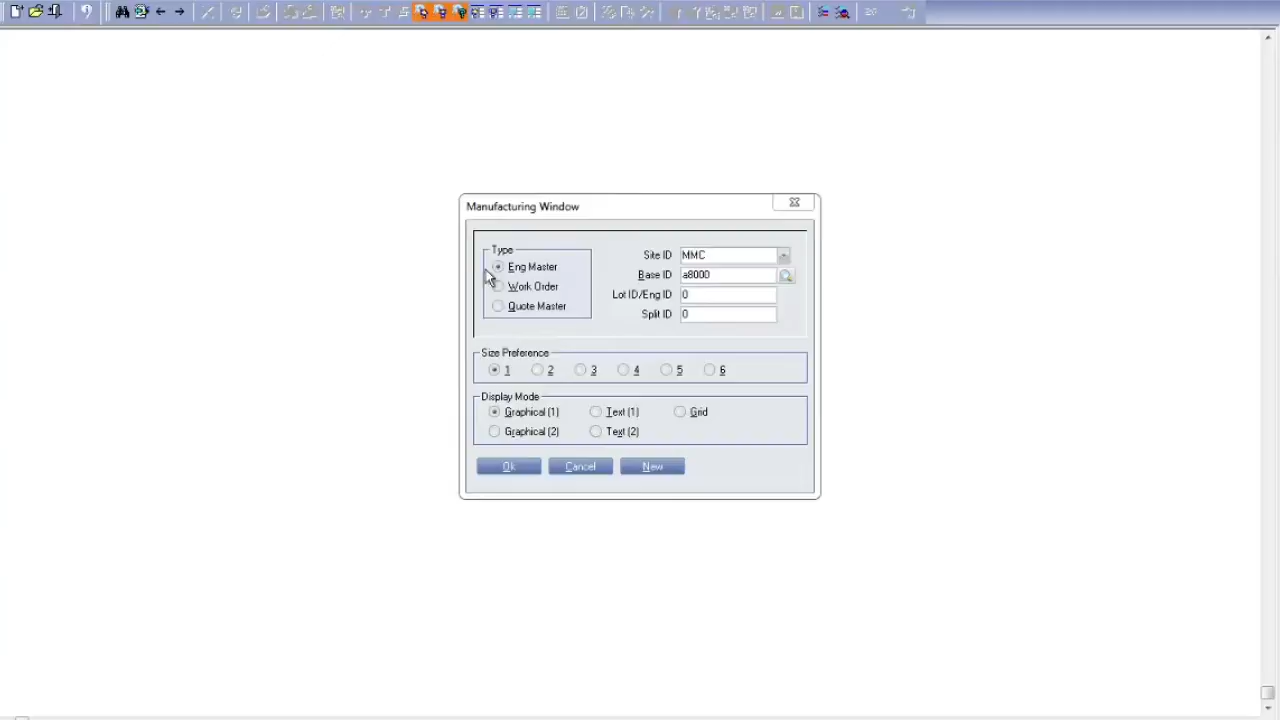 Manufacturing Window
Type
Eng Master
Work Order
Quote Master
Site ID MMC
Base ID a8000
Lot ID/Eng ID 0
Split ID 0
Size Preference
1 2 3 4 5 6
Display Mode
Graphical (1) Text (1) Grid
Graphical (2) Text (2)
Ok Cancel New